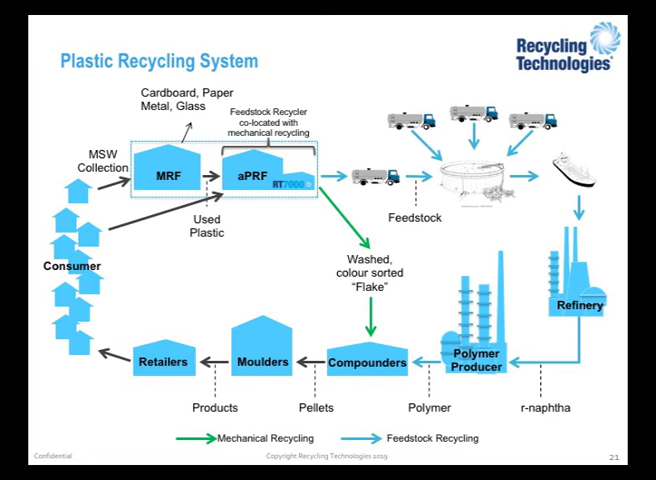 Plastic Recycling System
Recycling
Technologies
Cardboard, Paper
Metal, Glass
Feedstock Recycler
co-located with
mechanical recycling
MSW
Collection
MRF
aPRF
RT7000
Used
Plastic
Feedstock
Consumer
Washed,
colour sorted
"Flake"
Refinery
Retailers
Moulders
Compounders
Polymer
Producer
Products
Pellets
Polymer
r-naphtha
Mechanical Recycling
Feedstock Recycling
Confidential
Copyright Recycling Technologies 2019
21